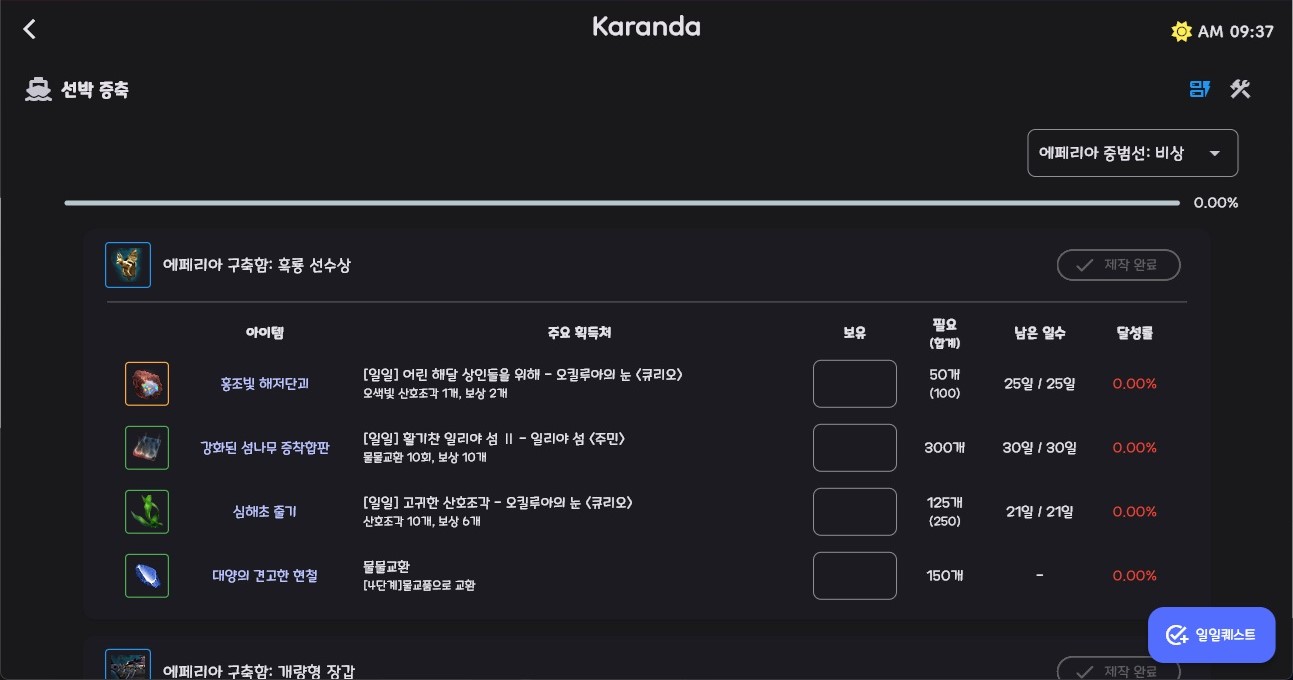 Karanda
AM 09:37
선박 증축
에페리아 중범선: 비상
0.00%
에페리아 구축함: 흑룡 선수상
제작 완료
아이템
주요 획득처
보유
필요
(합계)
남은 일수
달성률
홍조빛 해저단괴
[일일] 어린 해달 상인들을 위해 - 오킬루아의 눈 <큐리오>
오색빛 산호조각 1개, 보상 2개
50개
(100)
25일 / 25일
0.00%
강화된 섬나무 증착합판
[일일] 활기찬 일리야 섬 Ⅱ - 일리야 섬 <주민>
물물교환 10회, 보상 10개
300개
30일 / 30일
0.00%
심해초 줄기
[일일] 고귀한 산호조각 - 오킬루아의 눈 <큐리오>
산호조각 10개, 보상 6개
125개
(250)
21일 / 21일
0.00%
대양의 견고한 현철
물물교환
[4단계]물교품으로 교환
150개
-
0.00%
일일퀘스트
에페리아 구축함: 개량형 장갑
제작 완료